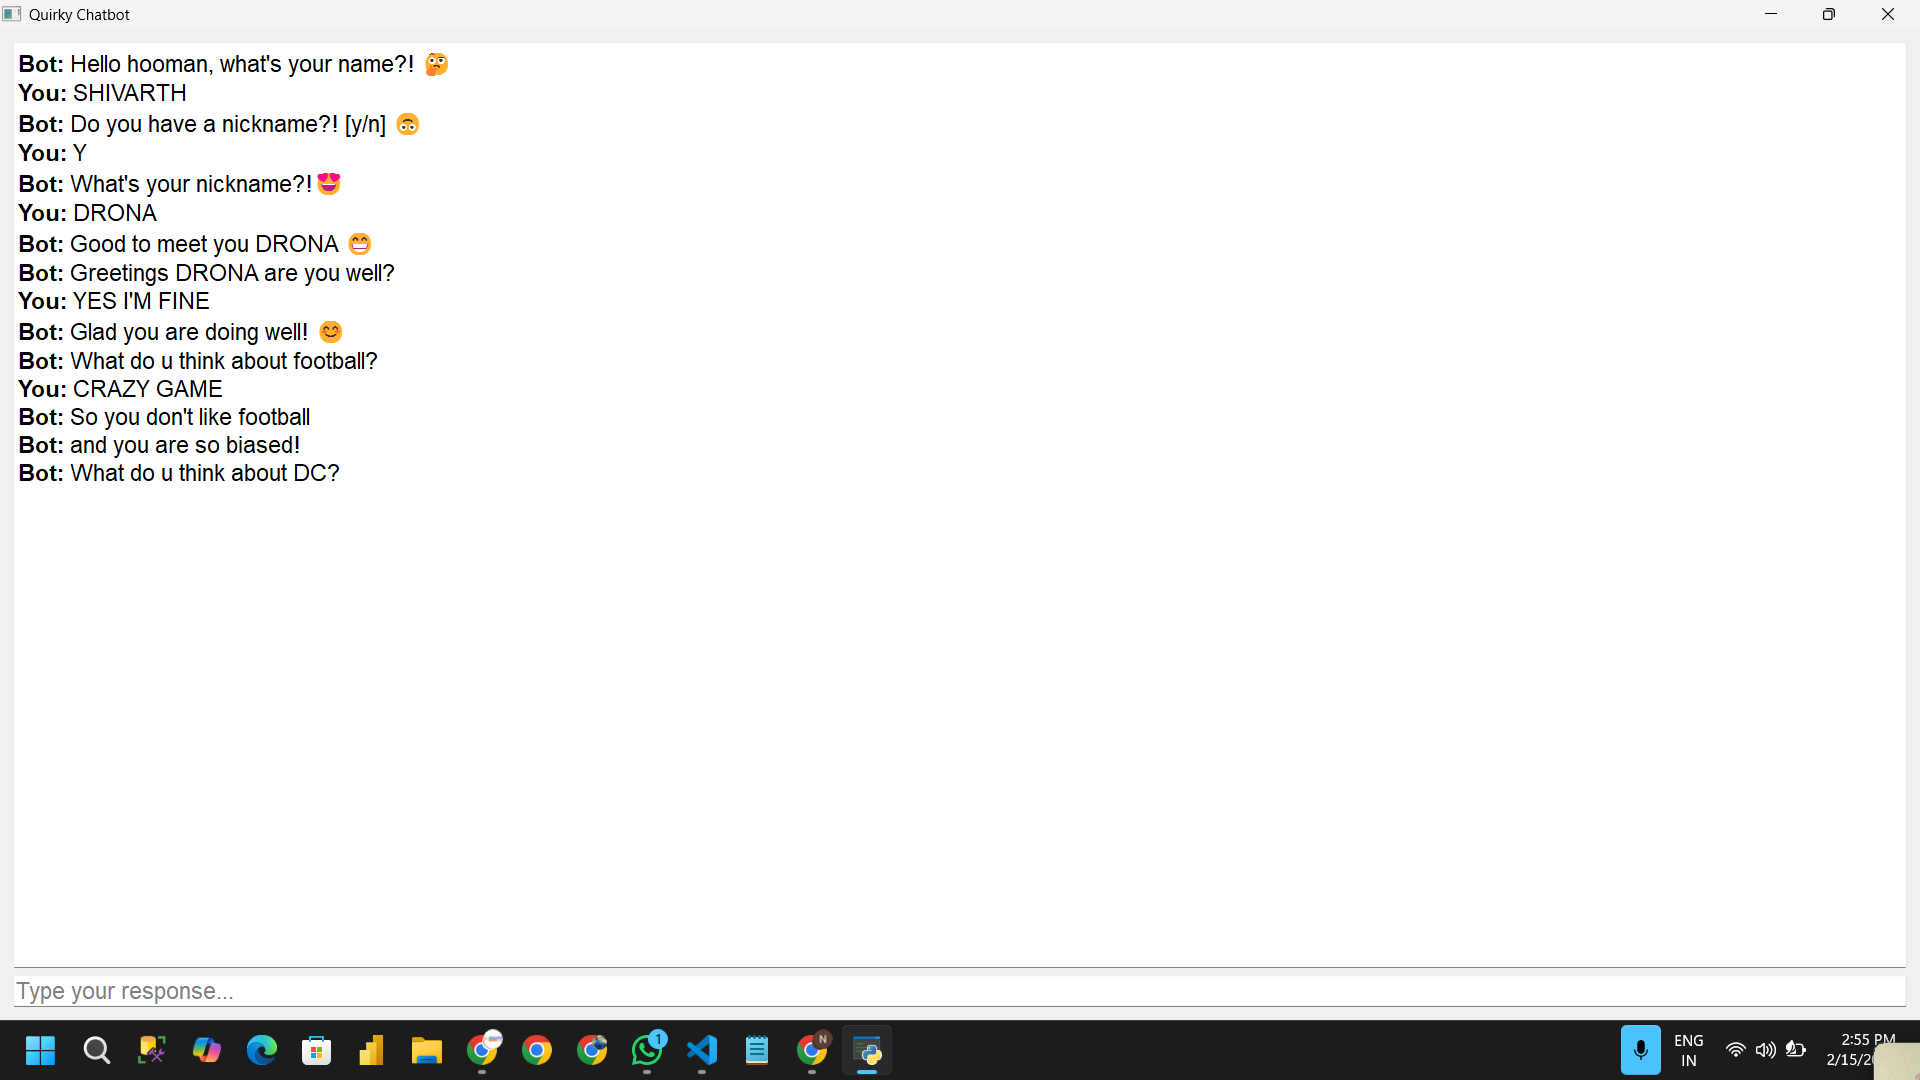 Quirky Chatbot
Bot: Hello hooman, what's your name?! 🤔
You: SHIVARTH
Bot: Do you have a nickname?! [y/n] 🙃
You: Y
Bot: What's your nickname?!😍
You: DRONA
Bot: Good to meet you DRONA 😁
Bot: Greetings DRONA are you well?
You: YES I'M FINE
Bot: Glad you are doing well! 😊
Bot: What do u think about football?
You: CRAZY GAME
Bot: So you don't like football
Bot: and you are so biased!
Bot: What do u think about DC?
Type your response...
1
N
ENG
IN
2:55 PM
2/15/2